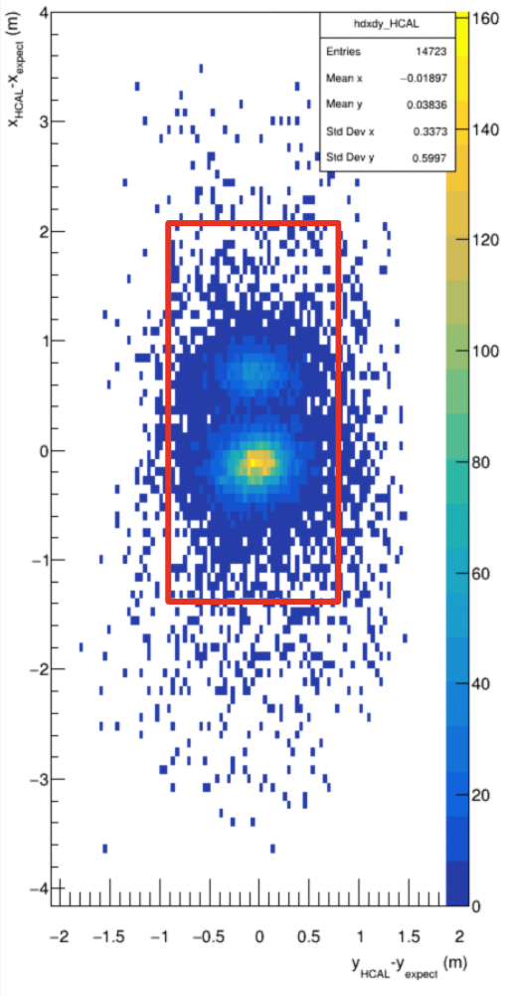 hdxdy_HCAL
Entries 14723
Mean x −0.01897
Mean y 0.03836
Std Dev x 0.3373
Std Dev y 0.5997
x_HCAL-x_expect (m)
4
3
2
1
0
−1
−2
−3
−4
−2 −1.5 −1 −0.5 0 0.5 1 1.5 2
y_HCAL-y_expect (m)
160
140
120
100
80
60
40
20
0